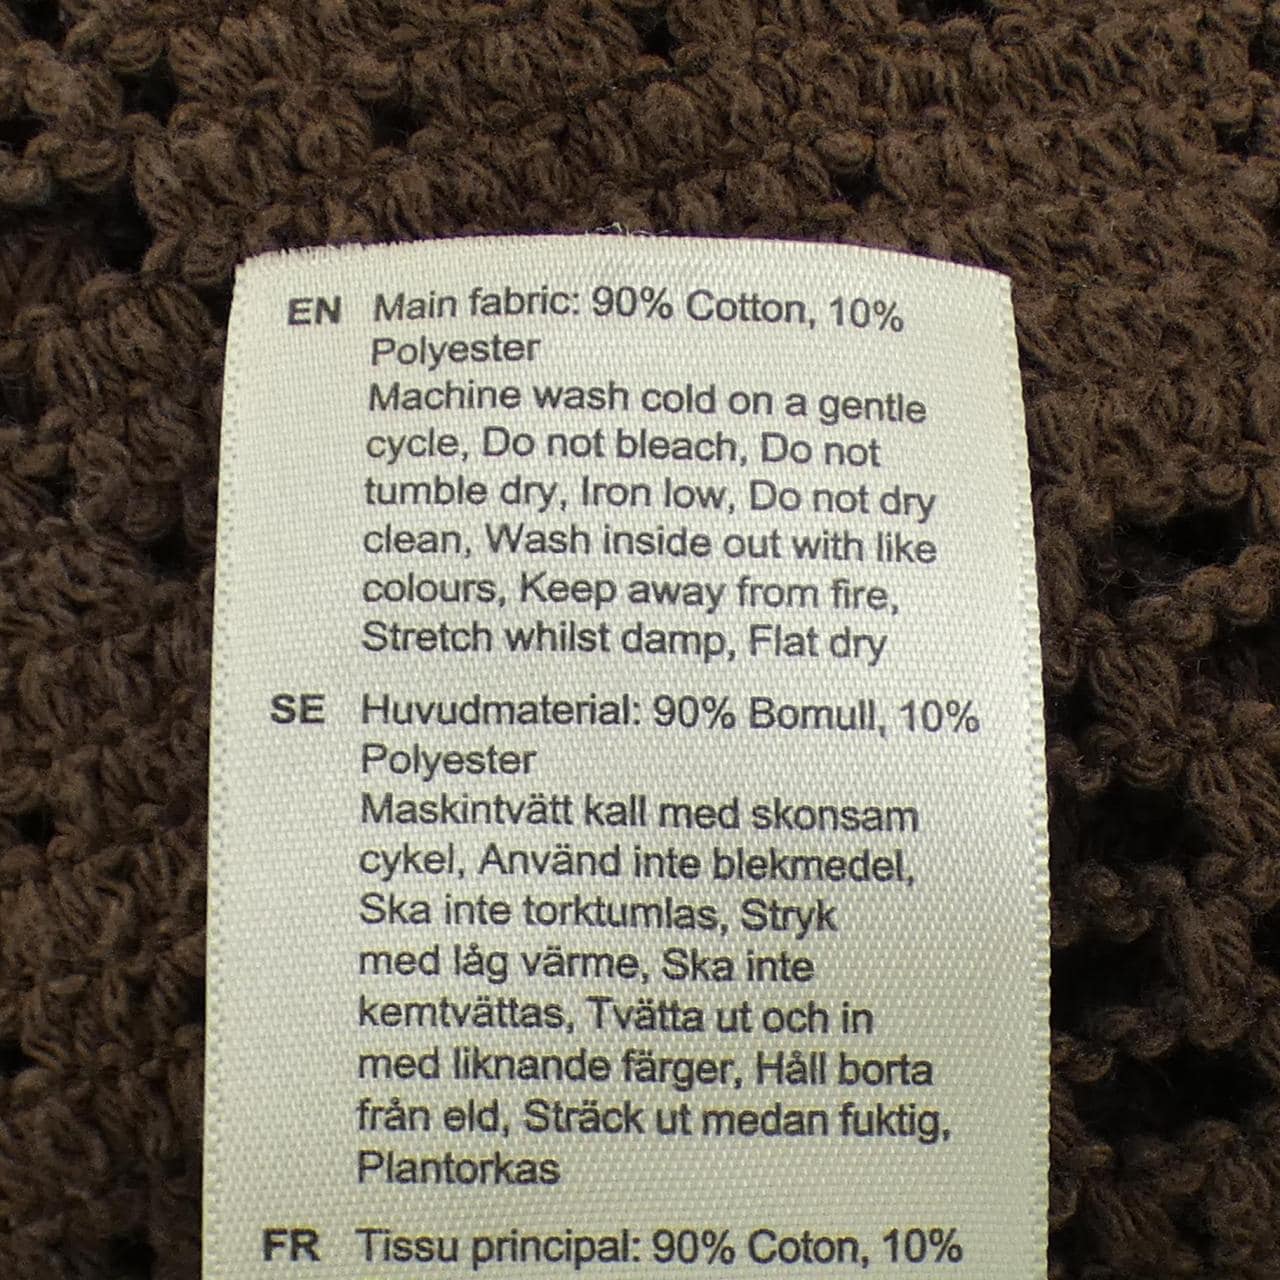 EN Main fabric: 90% Cotton, 10%
Polyester
Machine wash cold on a gentle
cycle, Do not bleach, Do not
tumble dry, Iron low, Do not dry
clean, Wash inside out with like
colours, Keep away from fire,
Stretch whilst damp, Flat dry
SE Huvudmaterial: 90% Bomull, 10%
Polyester
Maskintvätt kall med skonsam
cykel, Använd inte blekmedel,
Ska inte torktumlas, Stryk
med låg värme, Ska inte
kemtvättas, Tvätta ut och in
med liknande färger, Håll borta
från eld, Sträck ut medan fuktig,
Plantorkas
FR Tissu principal: 90% Coton, 10%